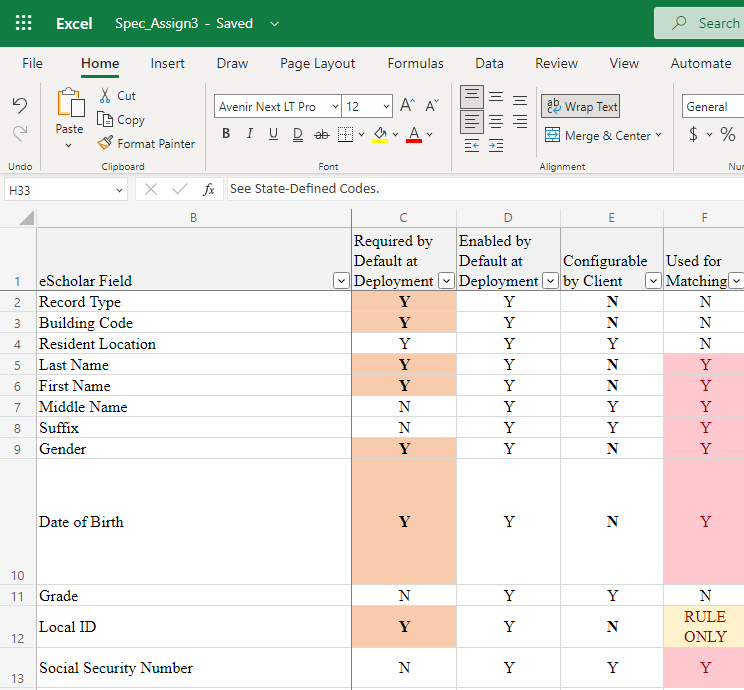 Excel Spec_Assign3 - Saved Search
File Home Insert Draw Page Layout Formulas Data Review View Automate
Paste Cut
Copy
Format Painter
Avenir Next LT Pro 12 A A
B I U D ab A
ab Wrap Text
Merge & Center
General
$ %
Undo Clipboard Font Alignment
H33 fx See State-Defined Codes.
B C D E F
1 eScholar Field Required by Default at Deployment Enabled by Default at Deployment Configurable by Client Used for Matching
2 Record Type Y Y N N
3 Building Code Y Y N N
4 Resident Location Y Y Y N
5 Last Name Y Y N Y
6 First Name Y Y N Y
7 Middle Name N Y Y Y
8 Suffix N Y Y Y
9 Gender Y Y N Y
10 Date of Birth Y Y N Y
11 Grade N Y Y N
12 Local ID Y Y N RULE ONLY
13 Social Security Number N Y Y Y